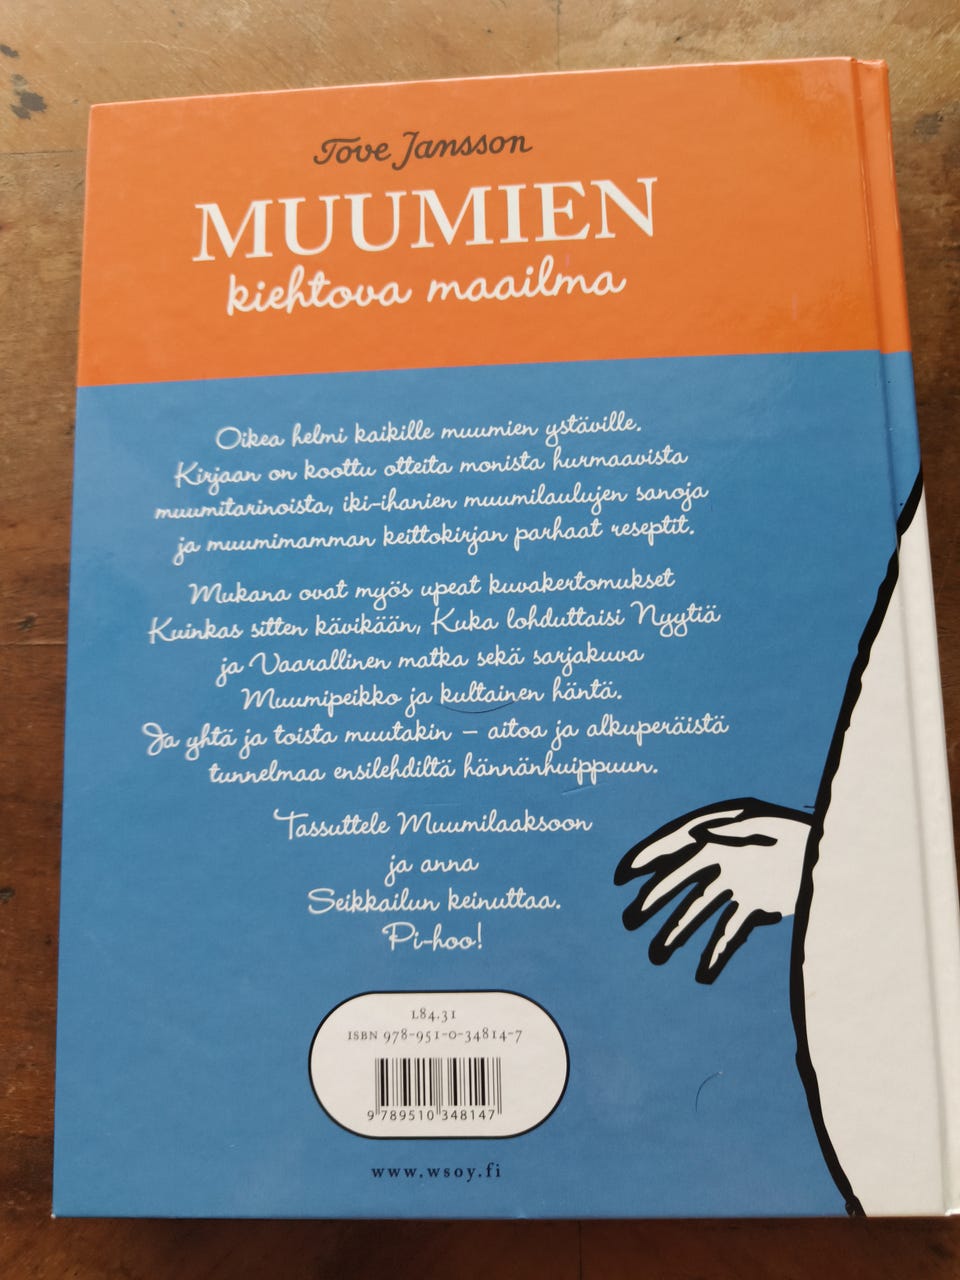 Tove Jansson
MUUMIEN
kiehtova maailma
Oikea helmi kaikille muumien ystäville.
Kirjaan on koottu otteita monista hurmaavista
muumitarinoista, iki-ihanien muumilaulujen sanoja
ja muumimamman keittokirjan parhaat reseptit.
Mukana ovat myös upeat kuvakertomukset
Kuinkas sitten kävikään, Kuka lohduttaisi Nyytiä
ja Vaarallinen matka sekä sarjakuva
Muumipeikko ja kultainen häntä.
Ja yhtä ja toista muutakin – aitoa ja alkuperäistä
tunnelmaa ensilehdiltä hännänhuippuun.
Tassuttele Muumilaaksoon
ja anna
Seikkailun keinuttaa.
Pi-hoo!
L84.31
ISBN 978-951-0-34814-7
9 789510 348147
www.wsoy.fi